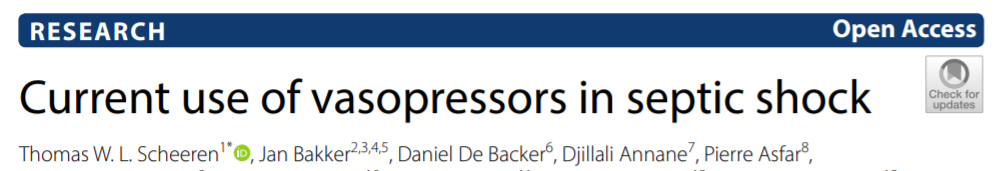 RESEARCH
Open Access
Current use of vasopressors in septic shock
Check for
updates
Thomas W. L. Scheeren1* iD, Jan Bakker2,3,4,5, Daniel De Backer6, Djillali Annane7, Pierre Asfar8,